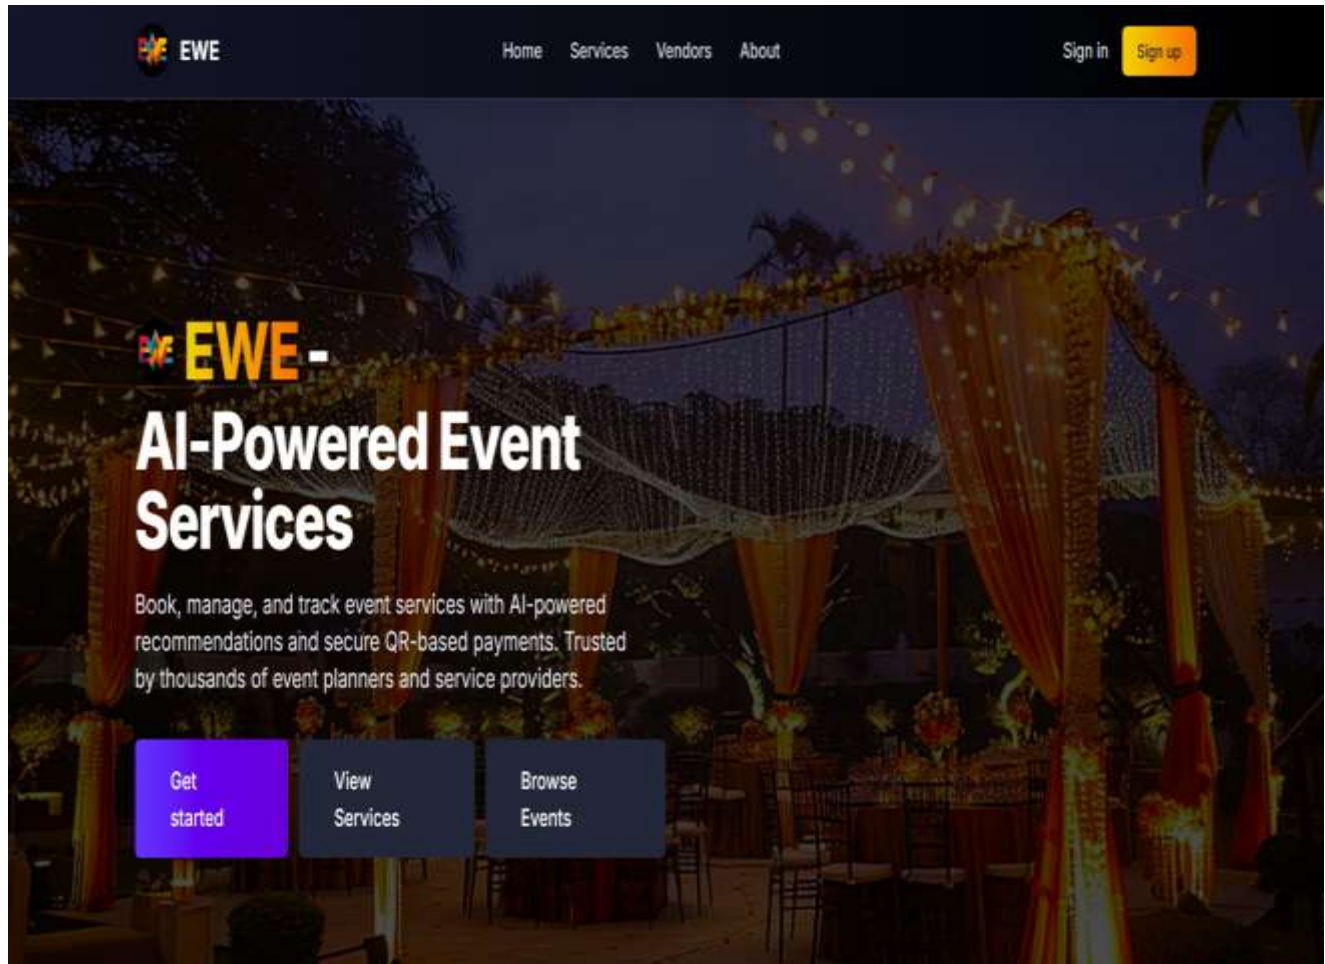 EWE EWE
Home Services Vendors About
Sign in Sign up
EWE EWE -
AI-Powered Event
Services
Book, manage, and track event services with AI-powered
recommendations and secure QR-based payments. Trusted
by thousands of event planners and service providers.
Get
started
View
Services
Browse
Events